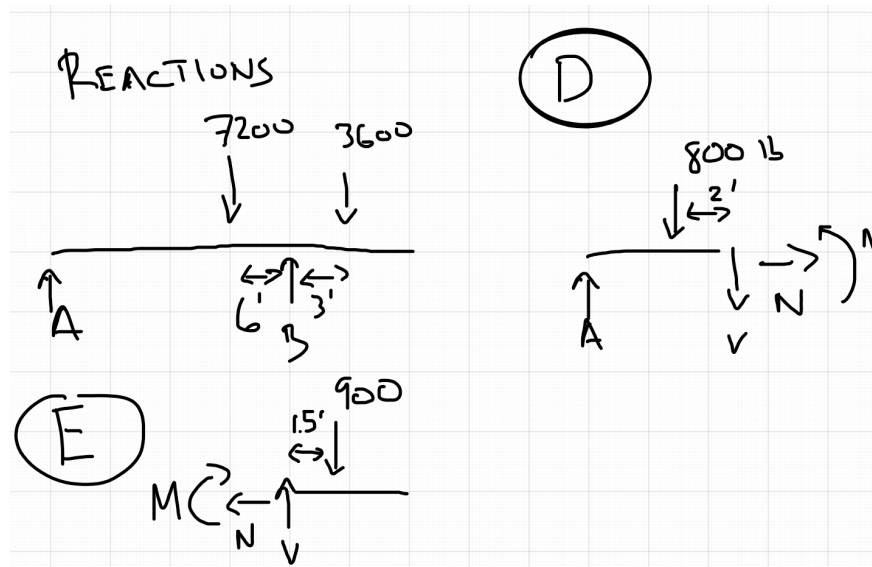 REACTIONS
7200 3600
6' 3'
A
B
D
800 lb
2'
M
N
A
V
E
900
1.5'
M
N
V